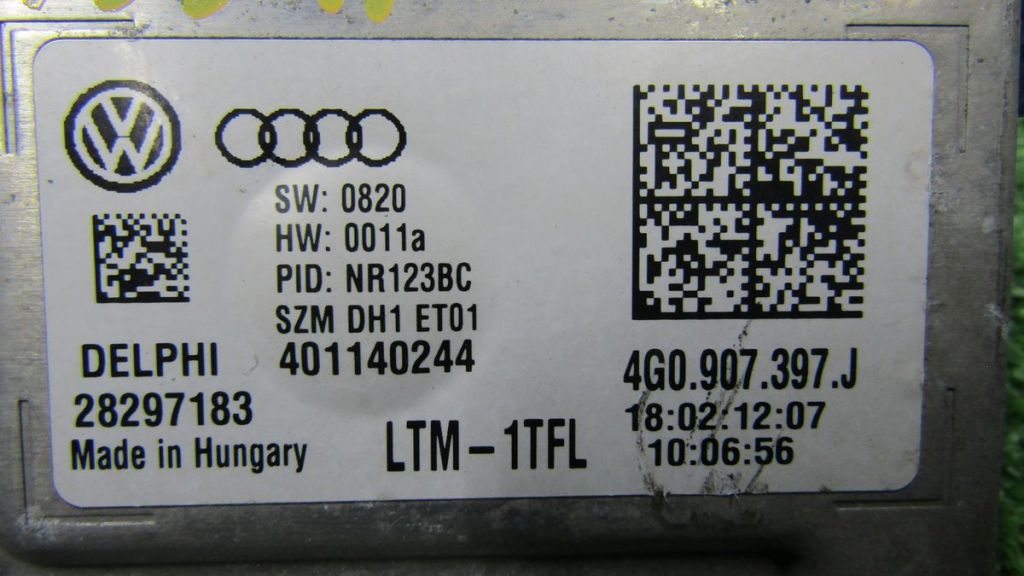 SW: 0820
HW: 0011a
PID: NR123BC
SZM DH1 ET01
DELPHI 401140244
28297183
Made in Hungary
LTM-1TFL
4G0.907.397.J
18:02:12:07
10:06:56